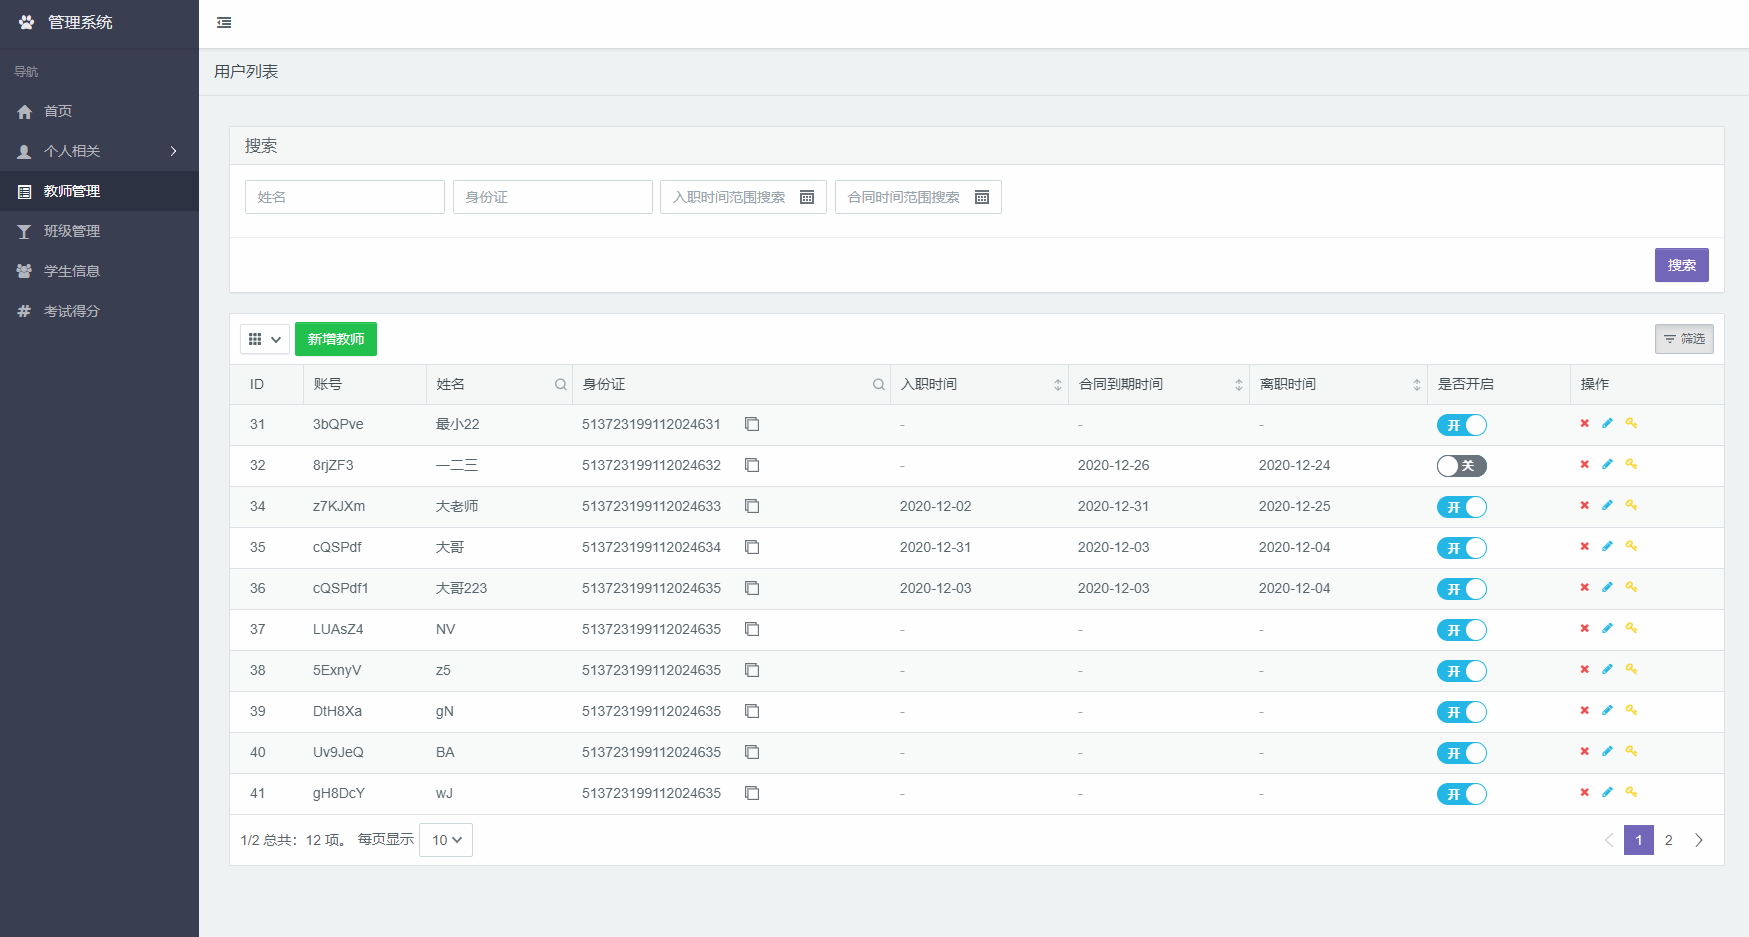 管理系统
导航
首页
个人相关
教师管理
班级管理
学生信息
考试得分
用户列表
搜索
姓名 身份证 入职时间范围搜索 合同时间范围搜索
搜索
新增教师 筛选
ID 账号 姓名 身份证 入职时间 合同到期时间 离职时间 是否开启 操作
31 3bQPve 最小22 513723199112024631 - - - 开
32 8rjZF3 一二三 513723199112024632 - 2020-12-26 2020-12-24 关
34 z7KJXm 大老师 513723199112024633 2020-12-02 2020-12-31 2020-12-25 开
35 cQSPdf 大哥 513723199112024634 2020-12-31 2020-12-03 2020-12-04 开
36 cQSPdf1 大哥223 513723199112024635 2020-12-03 2020-12-03 2020-12-04 开
37 LUAsZ4 NV 513723199112024635 - - - 开
38 5ExnyV z5 513723199112024635 - - - 开
39 DtH8Xa gN 513723199112024635 - - - 开
40 Uv9JeQ BA 513723199112024635 - - - 开
41 gH8DcY wJ 513723199112024635 - - - 开
1/2 总共：12 项。 每页显示 10 1 2